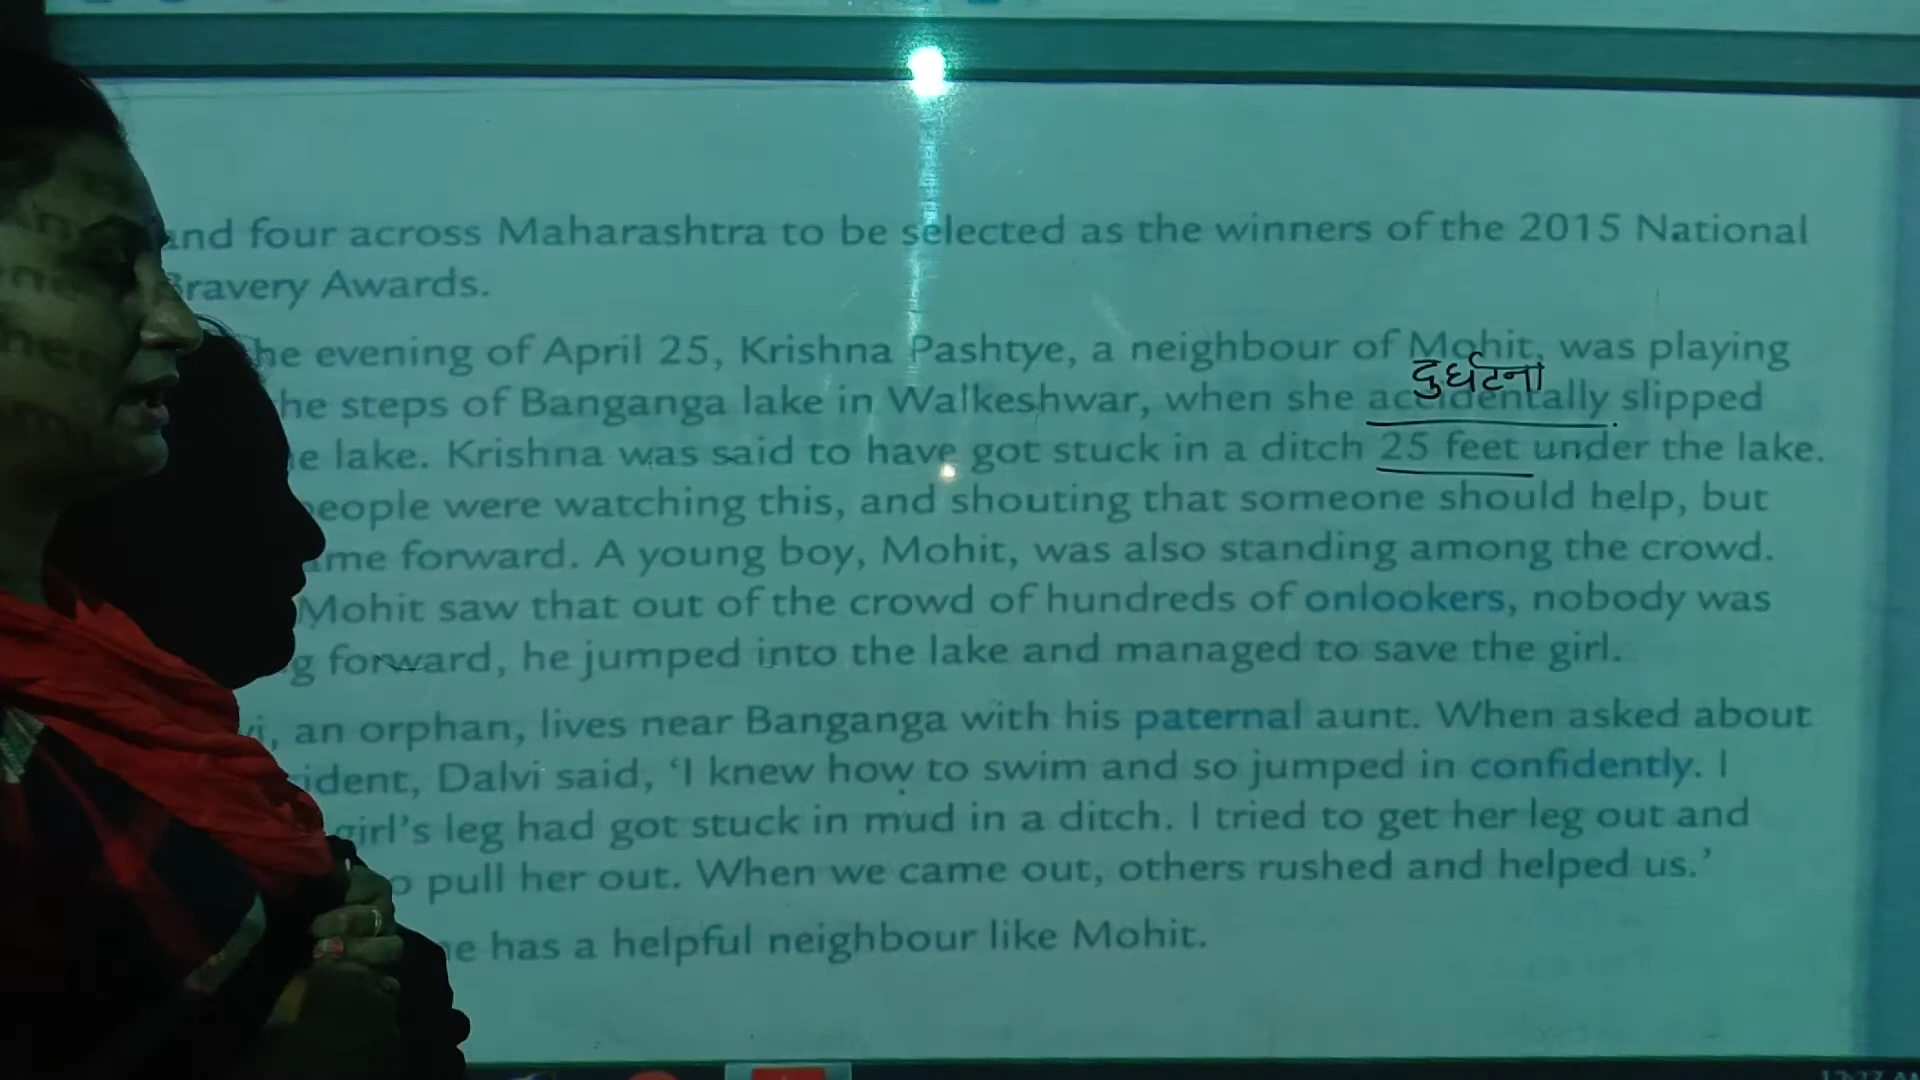 and four across Maharashtra to be selected as the winners of the 2015 National
Bravery Awards.
he evening of April 25, Krishna Pashtye, a neighbour of Mohit, was playing
दुर्घटना
he steps of Banganga lake in Walkeshwar, when she accidentally slipped
e lake. Krishna was said to have got stuck in a ditch 25 feet under the lake.
people were watching this, and shouting that someone should help, but
me forward. A young boy, Mohit, was also standing among the crowd.
Mohit saw that out of the crowd of hundreds of onlookers, nobody was
g forward, he jumped into the lake and managed to save the girl.
i, an orphan, lives near Banganga with his paternal aunt. When asked about
ident, Dalvi said, ‘I knew how to swim and so jumped in confidently. I
girl’s leg had got stuck in mud in a ditch. I tried to get her leg out and
o pull her out. When we came out, others rushed and helped us.’
ne has a helpful neighbour like Mohit.